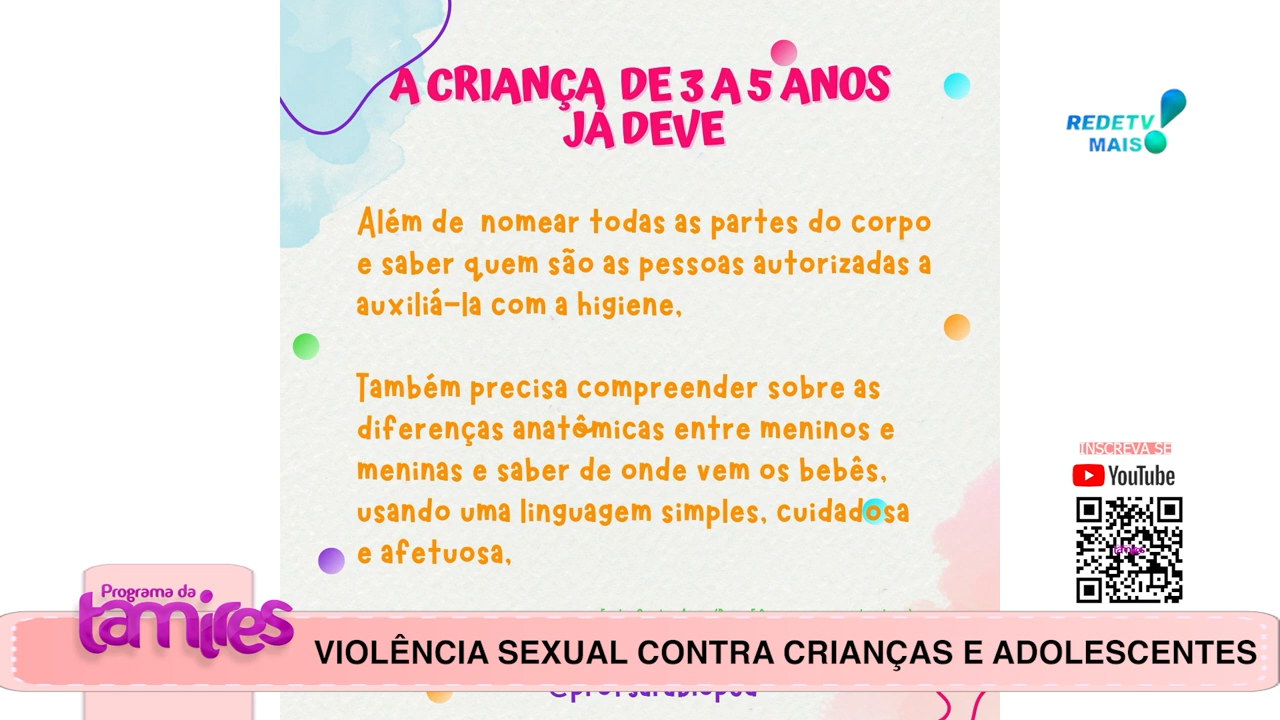 A CRIANÇA DE 3 A 5 ANOS
JÁ DEVE
Além de nomear todas as partes do corpo
e saber quem são as pessoas autorizadas a
auxiliá-la com a higiene,
Também precisa compreender sobre as
diferenças anatômicas entre meninos e
meninas e saber de onde vem os bebês,
usando uma linguagem simples, cuidadosa
e afetuosa,
REDETV
MAIS
INSCREVA SE
YouTube
tamires
Programa da
tamires
VIOLÊNCIA SEXUAL CONTRA CRIANÇAS E ADOLESCENTES